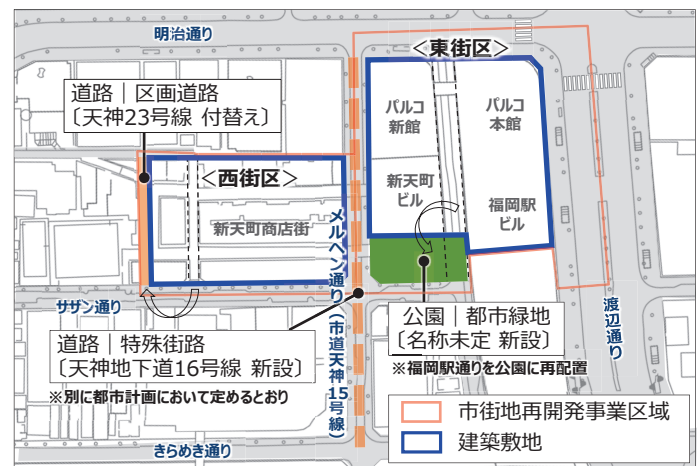 明治通り
<東街区>
道路｜区画道路
〔天神23号線 付替え〕
パルコ
新館
パルコ
本館
<西街区>
新天町
ビル
福岡駅
ビル
新天町商店街
メルヘン通り(市道天神15号線)
サザン通り
渡辺通り
公園｜都市緑地
〔名称未定 新設〕
※福岡駅通りを公園に再配置
道路｜特殊街路
〔天神地下道16号線 新設〕
※別に都市計画において定めるとおり
きらめき通り
市街地再開発事業区域
建築敷地